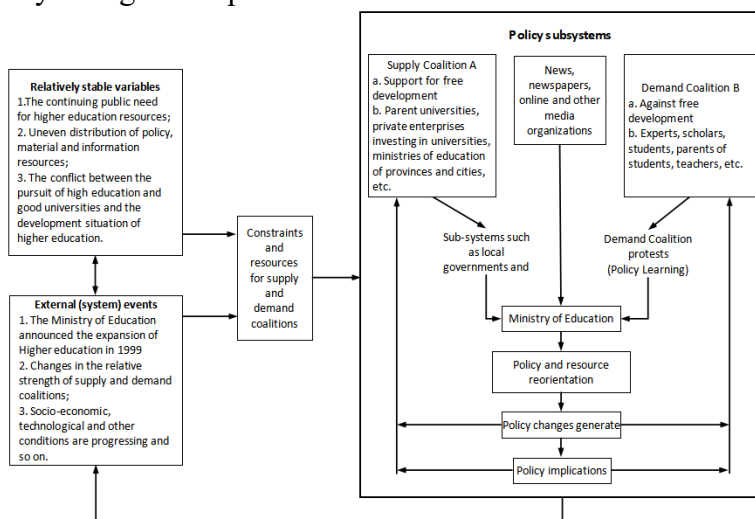 Policy subsystems
Relatively stable variables
1.The continuing public need
for higher education resources;
2. Uneven distribution of policy,
material and information
resources;
3. The conflict between the
pursuit of high education and
good universities and the
development situation of
higher education.
External (system) events
1. The Ministry of Education
announced the expansion of
Higher education in 1999
2. Changes in the relative
strength of supply and demand
coalitions;
3. Socio-economic,
technological and other
conditions are progressing and
so on.
Constraints
and
resources
for supply
and
demand
coalitions
Supply Coalition A
a. Support for free
development
b. Parent universities,
private enterprises
investing in universities,
ministries of education
of provinces and cities,
etc.
News,
newspapers,
online and other
media
organizations
Demand Coalition B
a. Against free
development
b. Experts, scholars,
students, parents of
students, teachers, etc.
Sub-systems such
as local
governments and
Demand Coalition
protests
(Policy Learning)
Ministry of Education
Policy and resource
reorientation
Policy changes generate
Policy implications